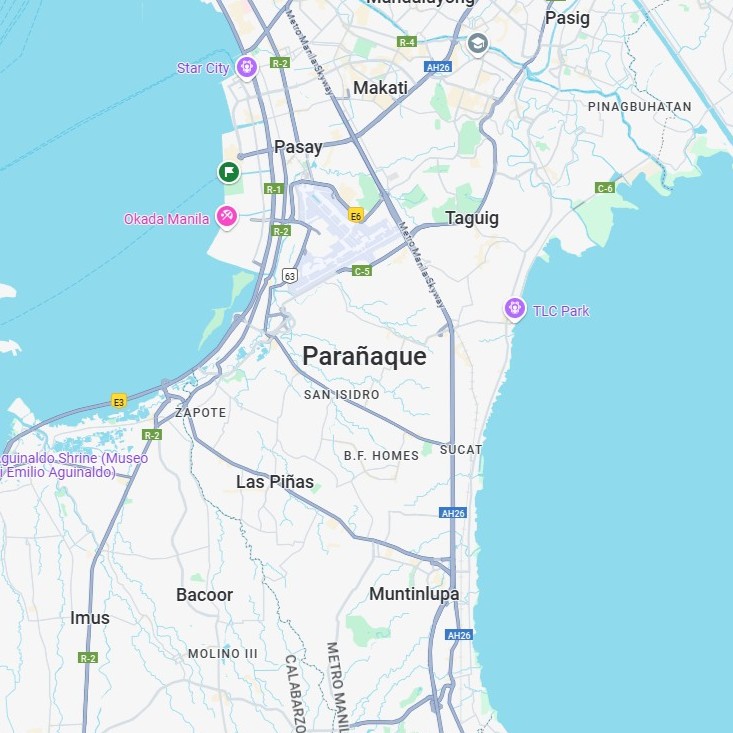 Mandaluyong
Pasig
R-4
Metro Manila Skyway
R-2
Star City
AH26
Makati
PINAGBUHATAN
Pasay
R-1
C-6
Okada Manila
E6
Taguig
R-2
Metro Manila Skyway
C-5
63
TLC Park
Parañaque
SAN ISIDRO
E3
ZAPOTE
R-2
SUCAT
B.F. HOMES
guinaldo Shrine (Museo
i Emilio Aguinaldo)
Las Piñas
AH26
Bacoor
Muntinlupa
Imus
AH26
MOLINO III
R-2
CALABARZO
METRO MANIL